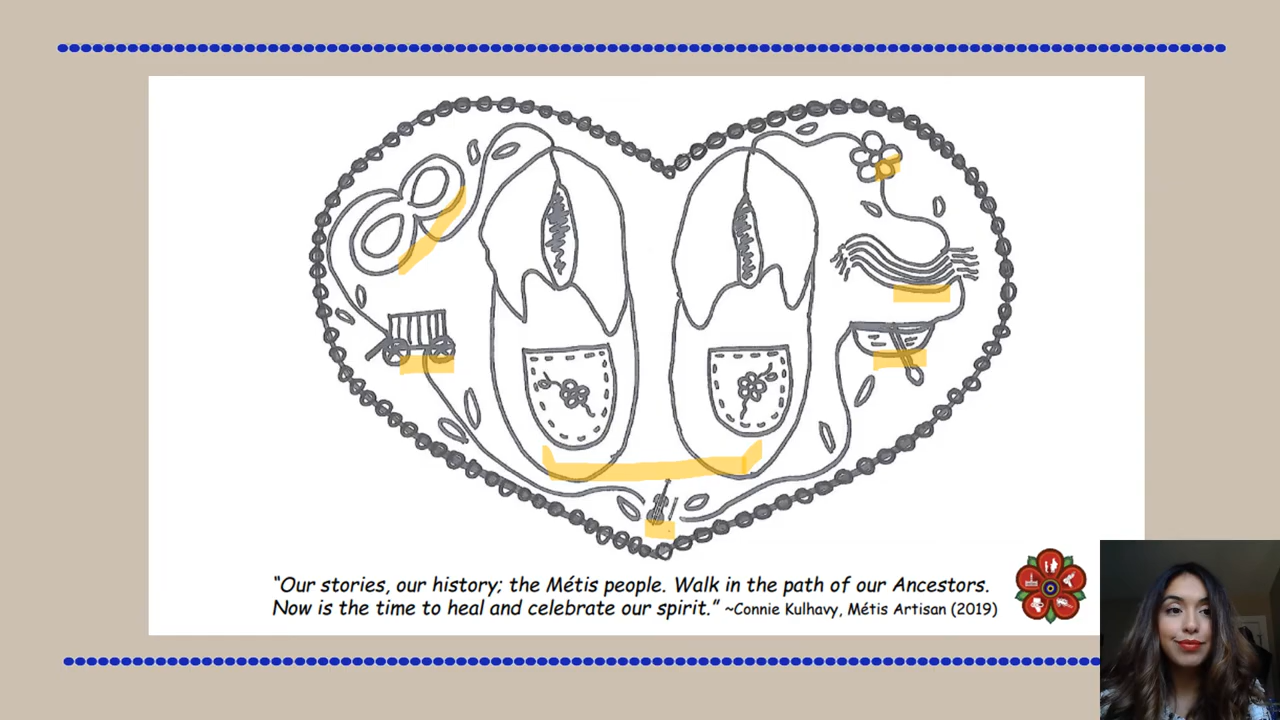 “Our stories, our history; the Métis people. Walk in the path of our Ancestors.
Now is the time to heal and celebrate our spirit.” ~Connie Kulhavy, Métis Artisan (2019)